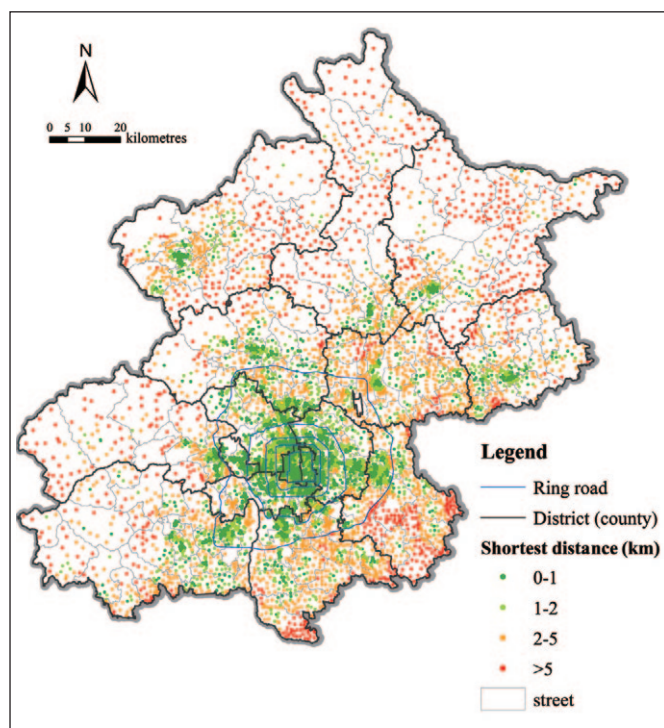 N
0 5 10 20
kilometres
Legend
Ring road
District (county)
Shortest distance (km)
0-1
1-2
2-5
>5
street